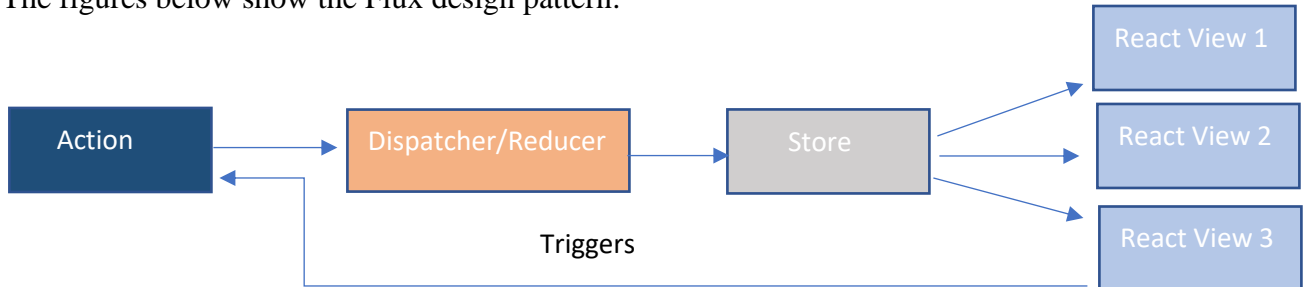 The figures below show the Flux design pattern.
React View 1
Action
Dispatcher/Reducer
Store
React View 2
React View 3
Triggers